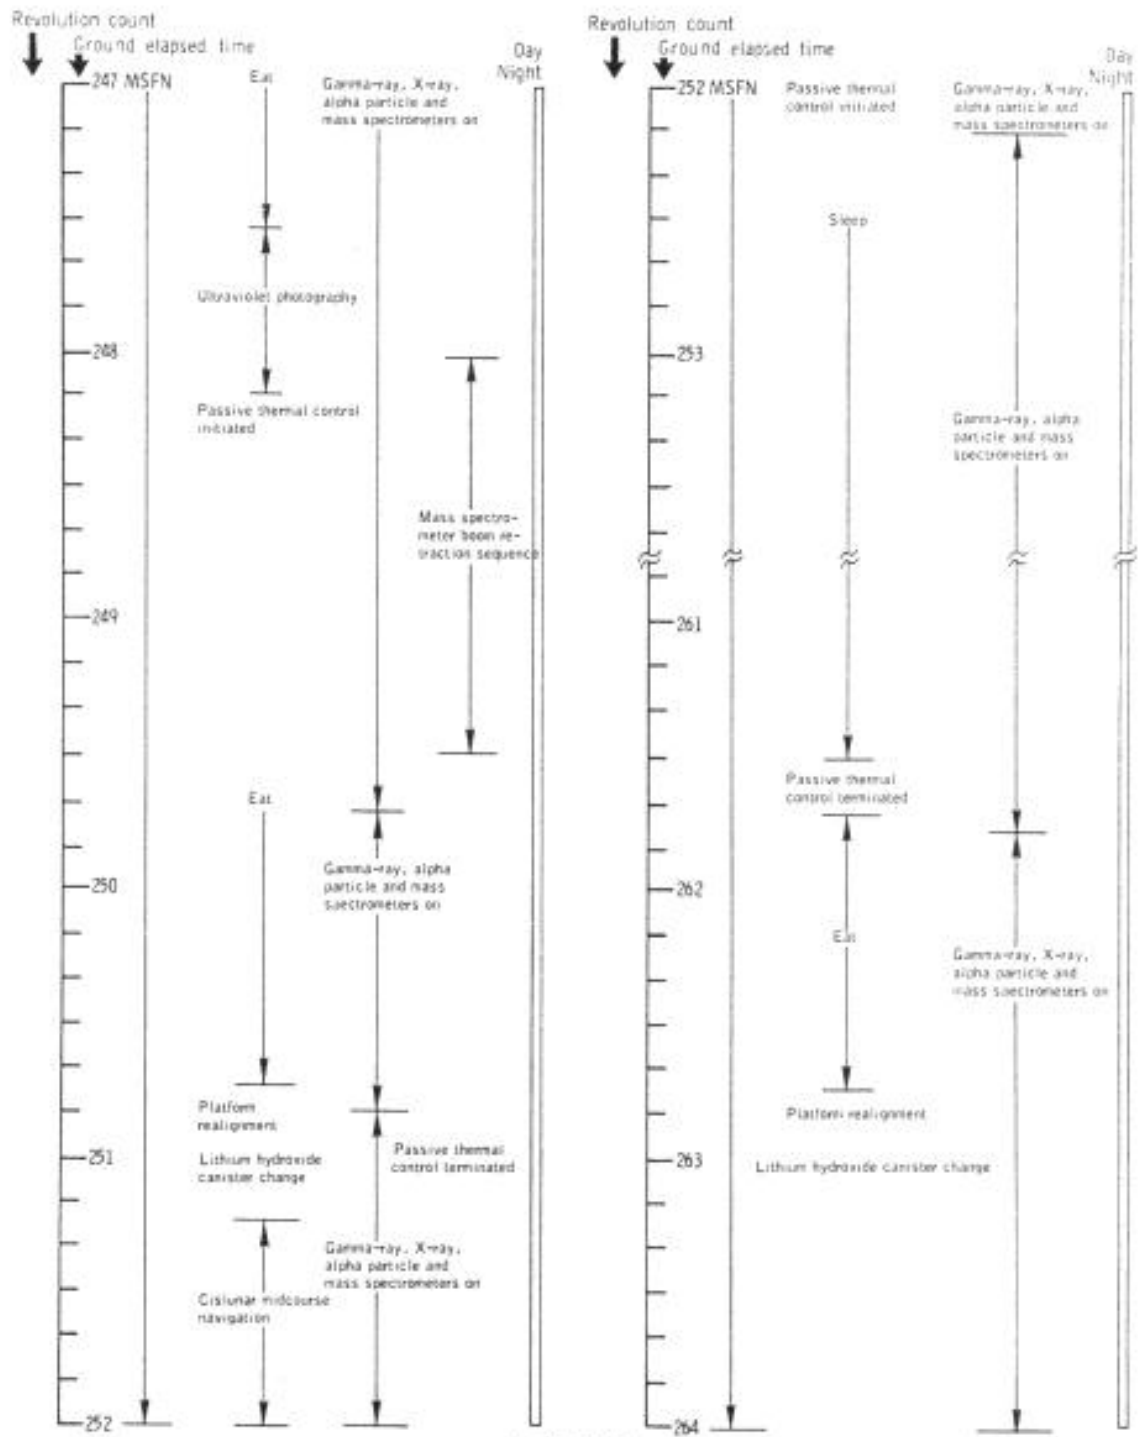 Revolution count
Ground elapsed time
Day
Night
247 MSFN
Eat
Gamma-ray, X-ray,
alpha particle and
mass spectrometers on
Ultraviolet photography
248
Passive thermal control
initiated
Mass spectro-
meter boom re-
traction sequence
249
Eat
Gamma-ray, alpha
particle and mass
spectrometers on
250
Platform
realignment
251
Lithium hydroxide
canister change
Passive thermal
control terminated
Gamma-ray, X-ray,
alpha particle and
mass spectrometers on
Cislunar midcourse
navigation
252
Revolution count
Ground elapsed time
Day
Night
252 MSFN
Passive thermal
control initiated
Gamma-ray, X-ray,
alpha particle and
mass spectrometers on
Sleep
253
Gamma-ray, alpha
particle and mass
spectrometers on
261
Passive thermal
control terminated
262
Eat
Gamma-ray, X-ray,
alpha particle and
mass spectrometers on
Platform realignment
263
Lithium hydroxide canister change
264